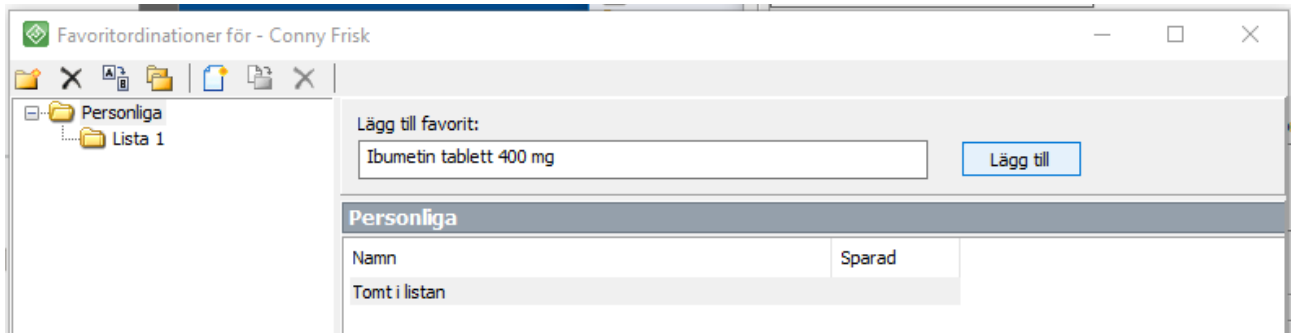 Favoritordinationer för - Conny Frisk
Personliga
Lista 1
Lägg till favorit:
Ibumetin tablett 400 mg
Lägg till
Personliga
Namn Sparad
Tomt i listan